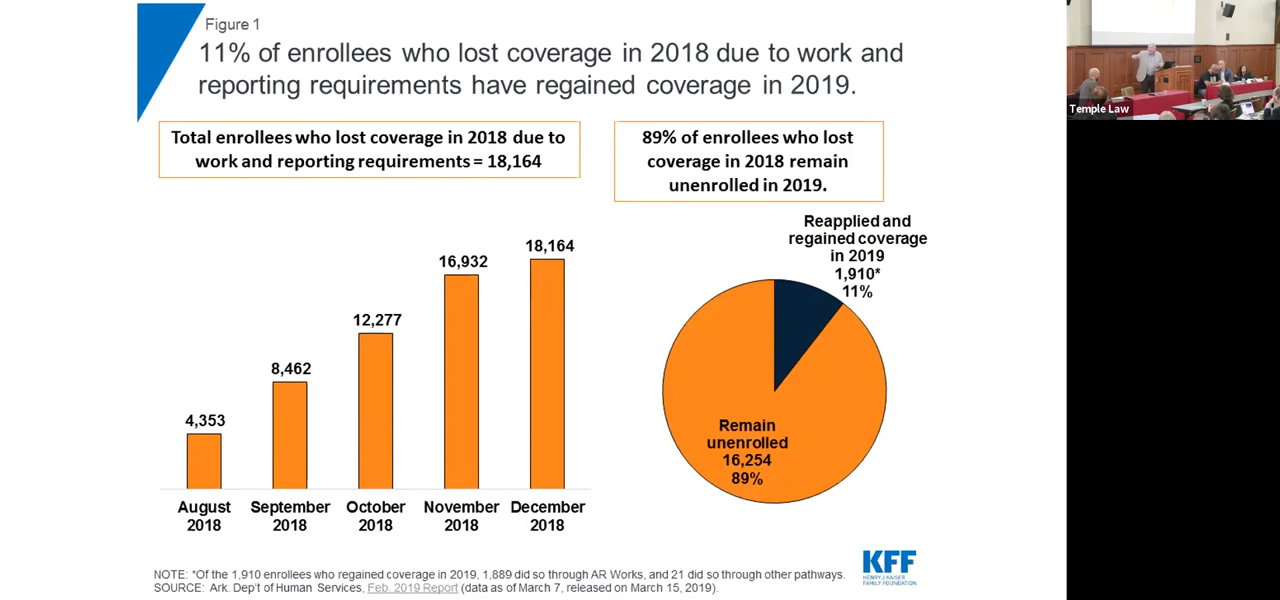 Figure 1
11% of enrollees who lost coverage in 2018 due to work and
reporting requirements have regained coverage in 2019.
Total enrollees who lost coverage in 2018 due to
work and reporting requirements = 18,164
89% of enrollees who lost
coverage in 2018 remain
unenrolled in 2019.
4,353
8,462
12,277
16,932
18,164
August
2018
September
2018
October
2018
November
2018
December
2018
Reapplied and
regained coverage
in 2019
1,910*
11%
Remain
unenrolled
16,254
89%
NOTE: *Of the 1,910 enrollees who regained coverage in 2019, 1,889 did so through AR Works, and 21 did so through other pathways.
SOURCE: Ark. Dep't of Human Services, Feb. 2019 Report (data as of March 7, released on March 15, 2019).
KFF
HENRY J KAISER
FAMILY FOUNDATION
Temple Law